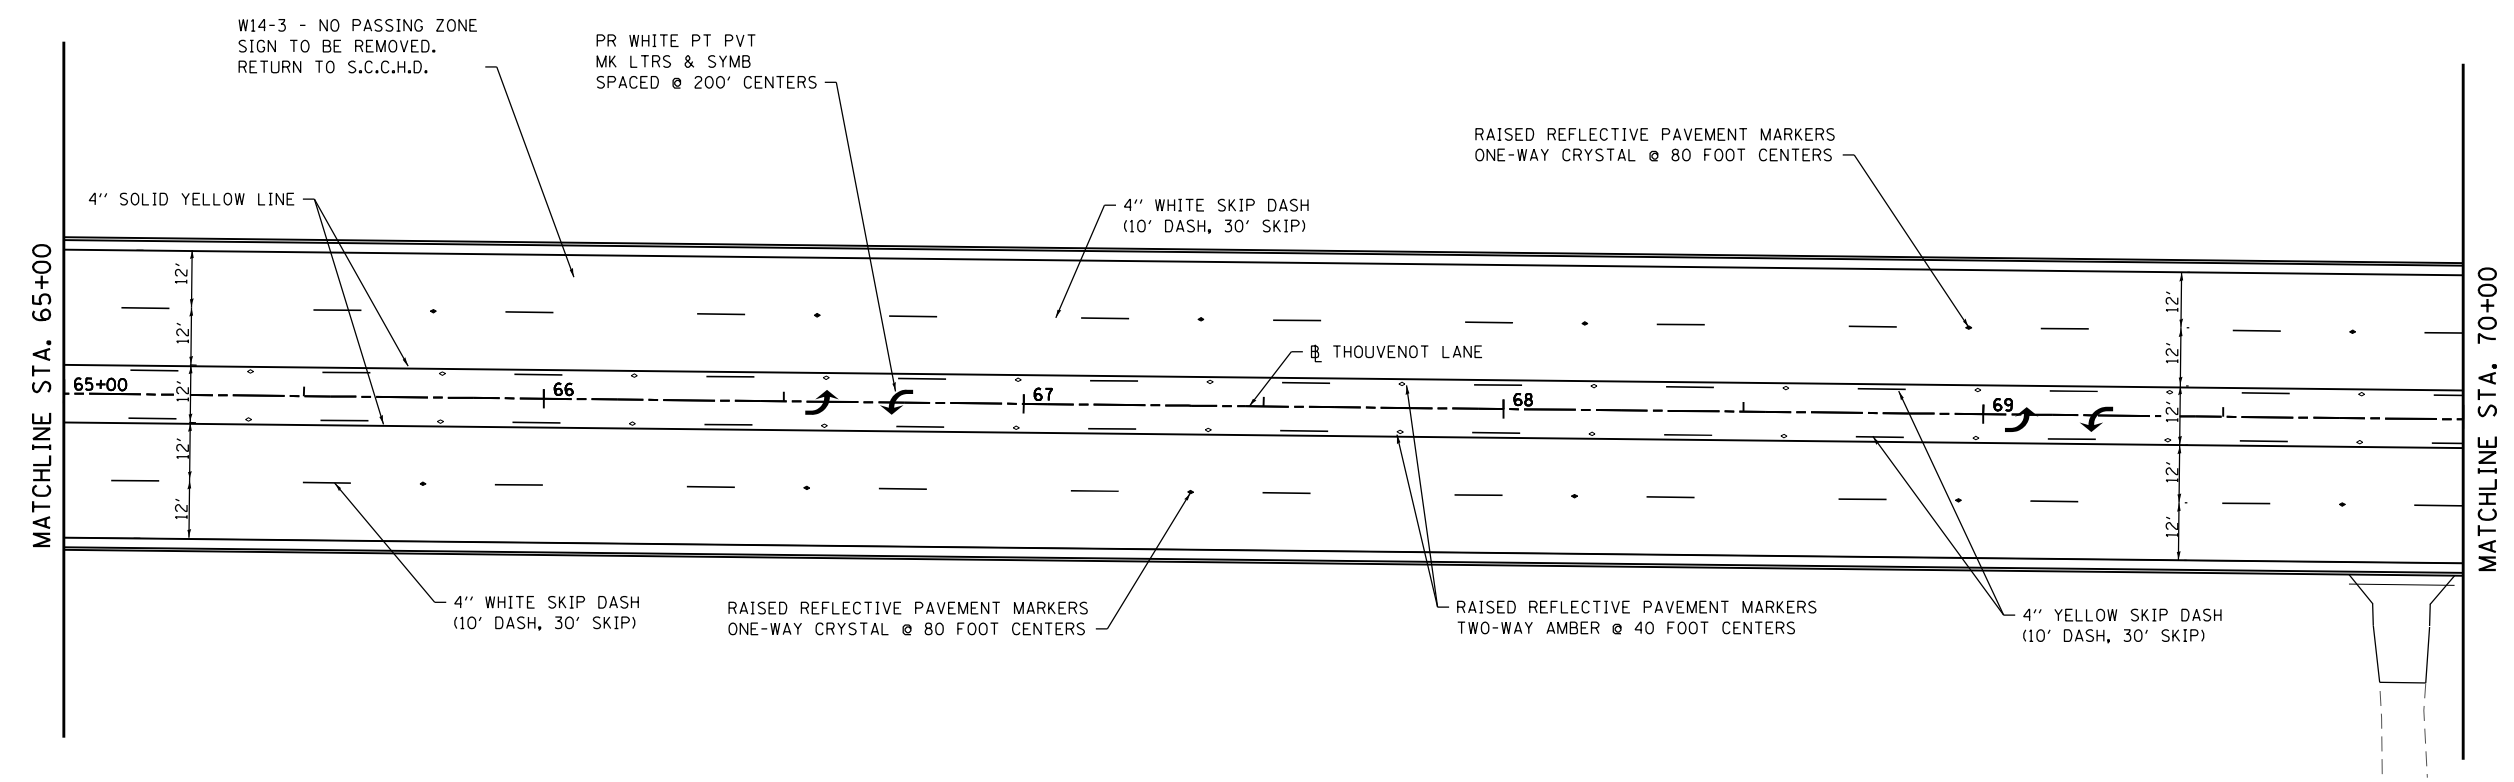 W14-3 - NO PASSING ZONE
SIGN TO BE REMOVED.
RETURN TO S.C.C.H.D.
PR WHITE PT PVT
MK LTRS & SYMB
SPACED @ 200' CENTERS
RAISED REFLECTIVE PAVEMENT MARKERS
ONE-WAY CRYSTAL @ 80 FOOT CENTERS
4'' SOLID YELLOW LINE
4'' WHITE SKIP DASH
(10' DASH, 30' SKIP)
MATCHLINE STA. 65+00
12'
12'
12'
12'
12'
℄ THOUVENOT LANE
65+00
66
67
68
69
12'
12'
12'
12'
12'
MATCHLINE STA. 70+00
4'' WHITE SKIP DASH
(10' DASH, 30' SKIP)
RAISED REFLECTIVE PAVEMENT MARKERS
ONE-WAY CRYSTAL @ 80 FOOT CENTERS
RAISED REFLECTIVE PAVEMENT MARKERS
TWO-WAY AMBER @ 40 FOOT CENTERS
4'' YELLOW SKIP DASH
(10' DASH, 30' SKIP)